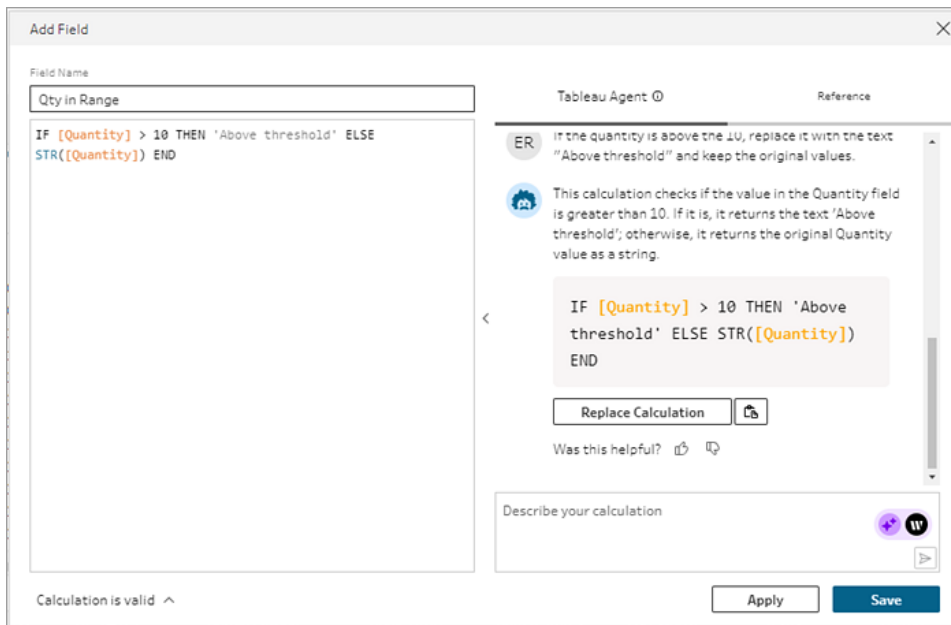 Add Field
Field Name
Qty in Range
IF [Quantity] > 10 THEN 'Above threshold' ELSE
STR([Quantity]) END
Tableau Agent
Reference
ER
If the quantity is above the 10, replace it with the text
"Above threshold" and keep the original values.
This calculation checks if the value in the Quantity field
is greater than 10. If it is, it returns the text 'Above
threshold'; otherwise, it returns the original Quantity
value as a string.
IF [Quantity] > 10 THEN 'Above
threshold' ELSE STR([Quantity])
END
Replace Calculation
Was this helpful?
Describe your calculation
W
Calculation is valid
Apply
Save